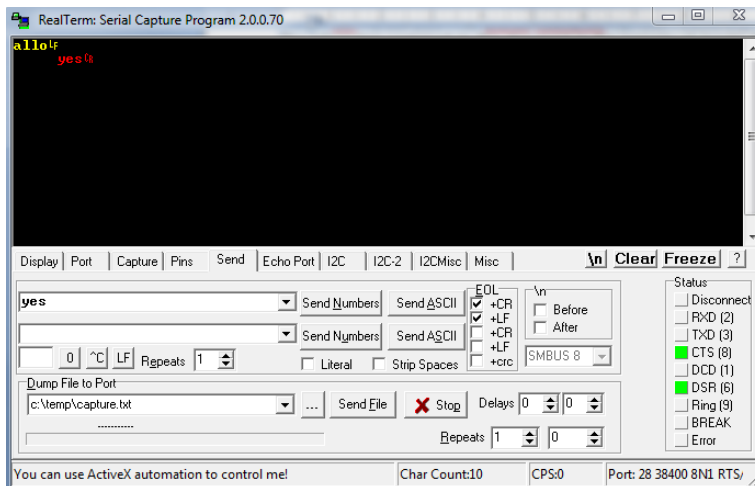 RealTerm: Serial Capture Program 2.0.0.70
allo␊
yes␍
Display Port Capture Pins Send Echo Port I2C I2C-2 I2CMisc Misc \n Clear Freeze ?
yes Send Numbers Send ASCII
Send Numbers Send ASCII
0 ^C LF Repeats 1 Literal Strip Spaces
EOL
+CR
+LF
+CR
+LF
+crc
\n
Before
After
SMBUS 8
Dump File to Port
c:\temp\capture.txt ... Send File Stop Delays 0 0
Repeats 1 0
Status
Disconnect
RXD (2)
TXD (3)
CTS (8)
DCD (1)
DSR (6)
Ring (9)
BREAK
Error
You can use ActiveX automation to control me! Char Count:10 CPS:0 Port: 28 38400 8N1 RTS/